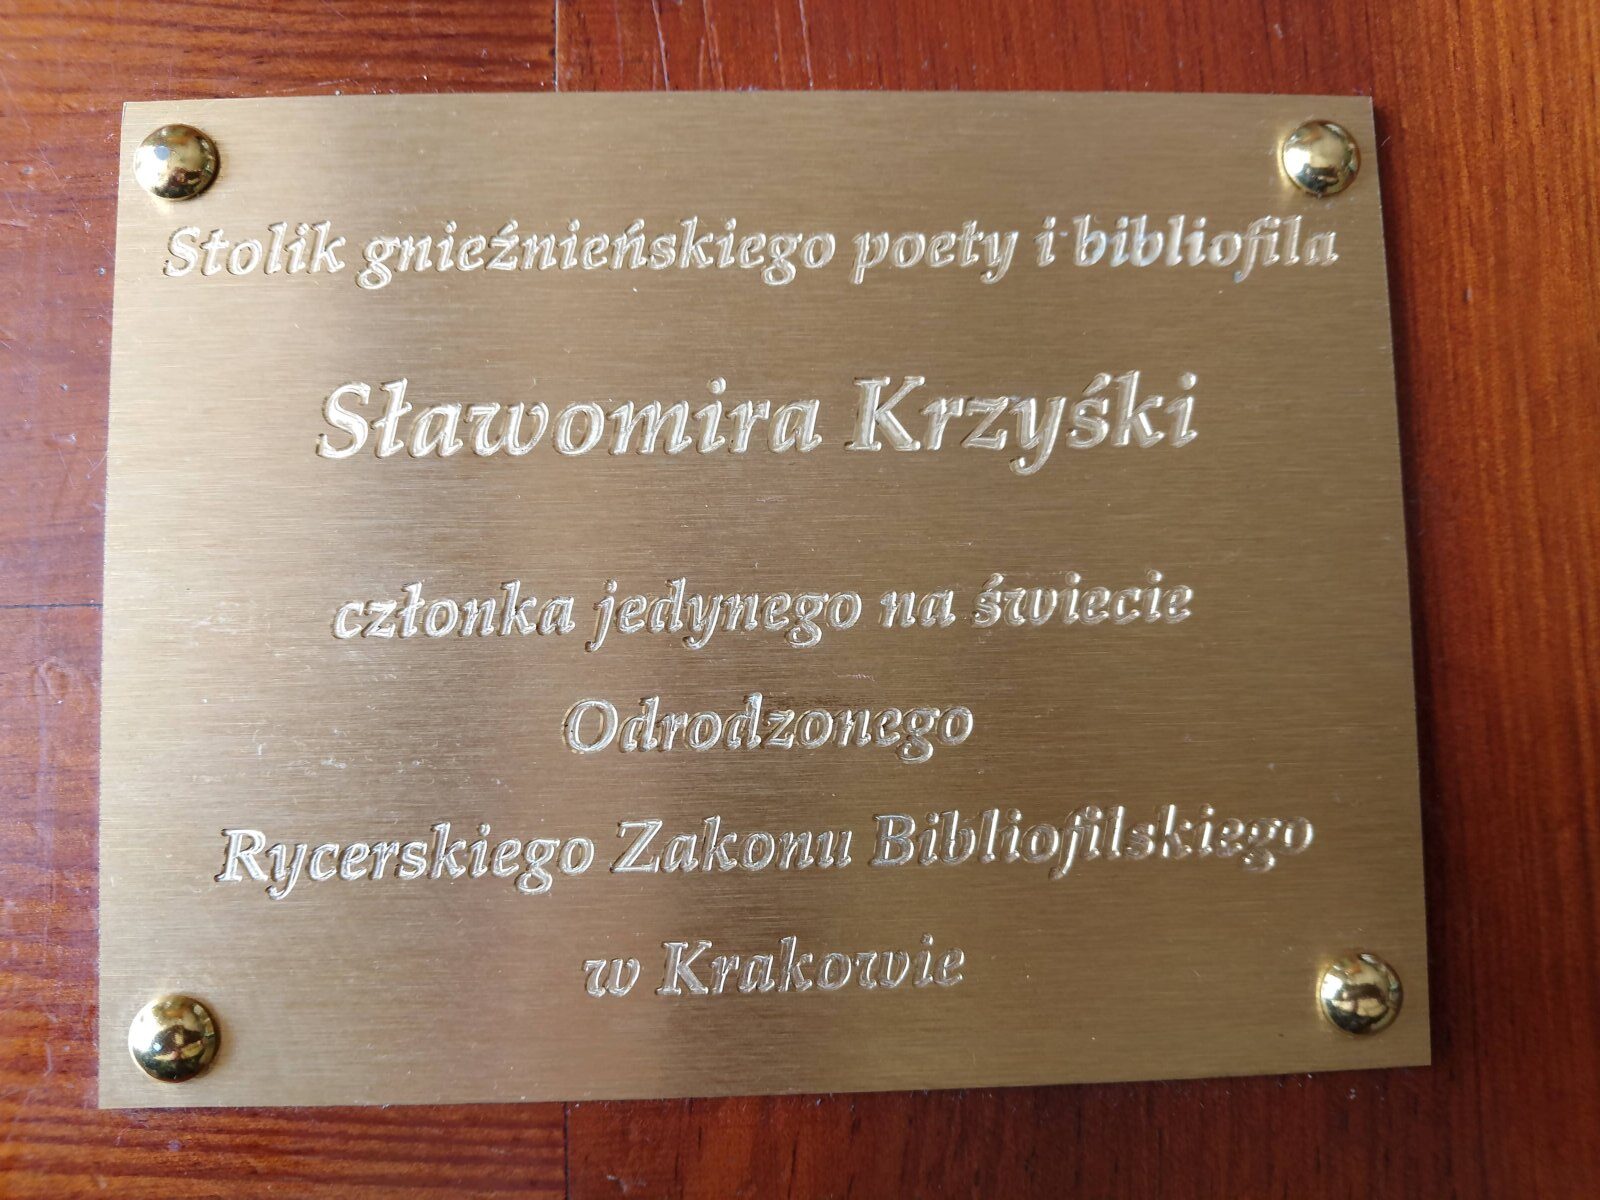 Stolik gnieźnieńskiego poety i bibliofila
Sławomira Krzyśki
członka jedynego na świecie
Odrodzonego
Rycerskiego Zakonu Bibliofilskiego
w Krakowie